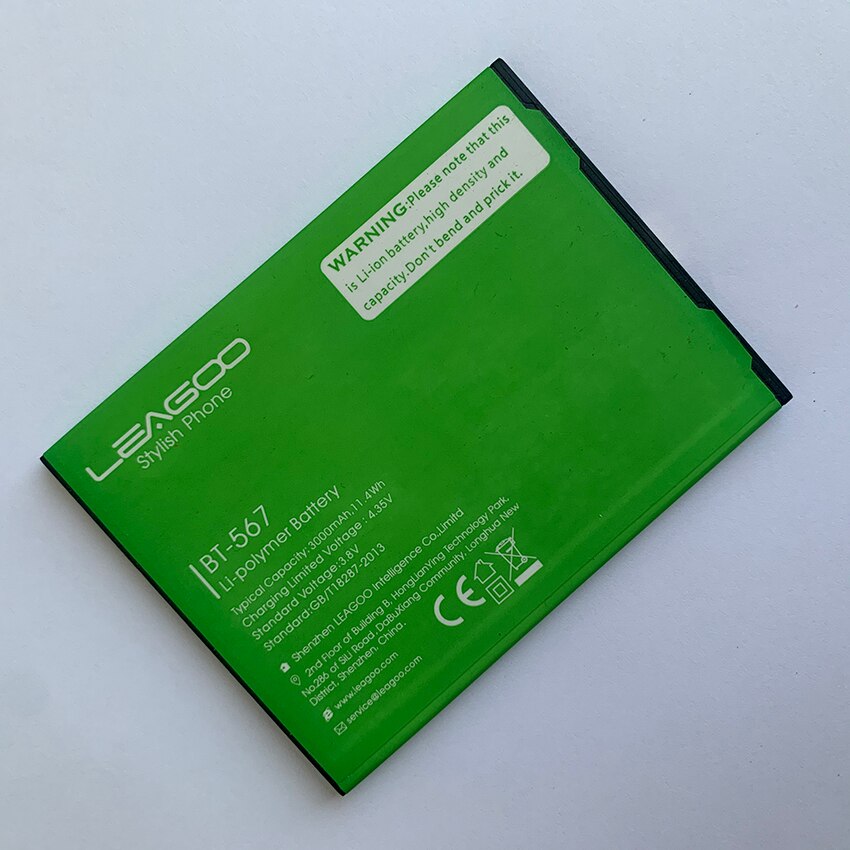 WARNING:Please note that this
is Li-ion battery,high density and
capacity.Don't bend and prick it.
LEAGOO
Stylish Phone
BT-567
Li-polymer Battery
Typical Capacity:3000mAh,11.4Wh
Charging Limited Voltage : 4.35V
Standard Voltage:3.8V
Standard:GB/T18287-2013
Shenzhen LEAGOO Intelligence Co.,Limitd
2nd Floor of Building B, HongLianYing Technology Park,
No.286 of SiLi Road, DaBuXiang Community, Longhua New
District, Shenzhen, China.
www.leagoo.com
service@leagoo.com
CE